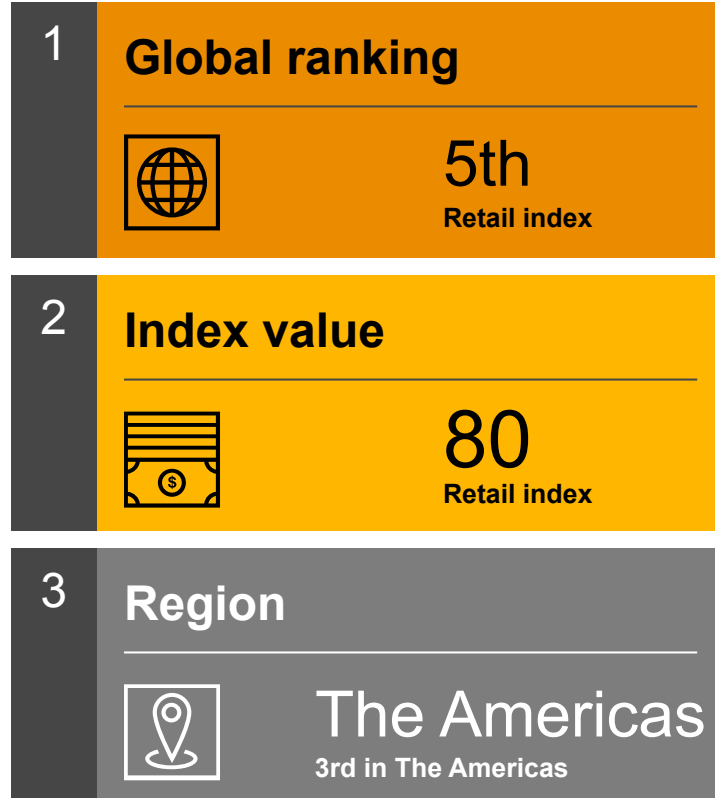 1
Global ranking
5th
Retail index
2
Index value
$
80
Retail index
3
Region
The Americas
3rd in The Americas